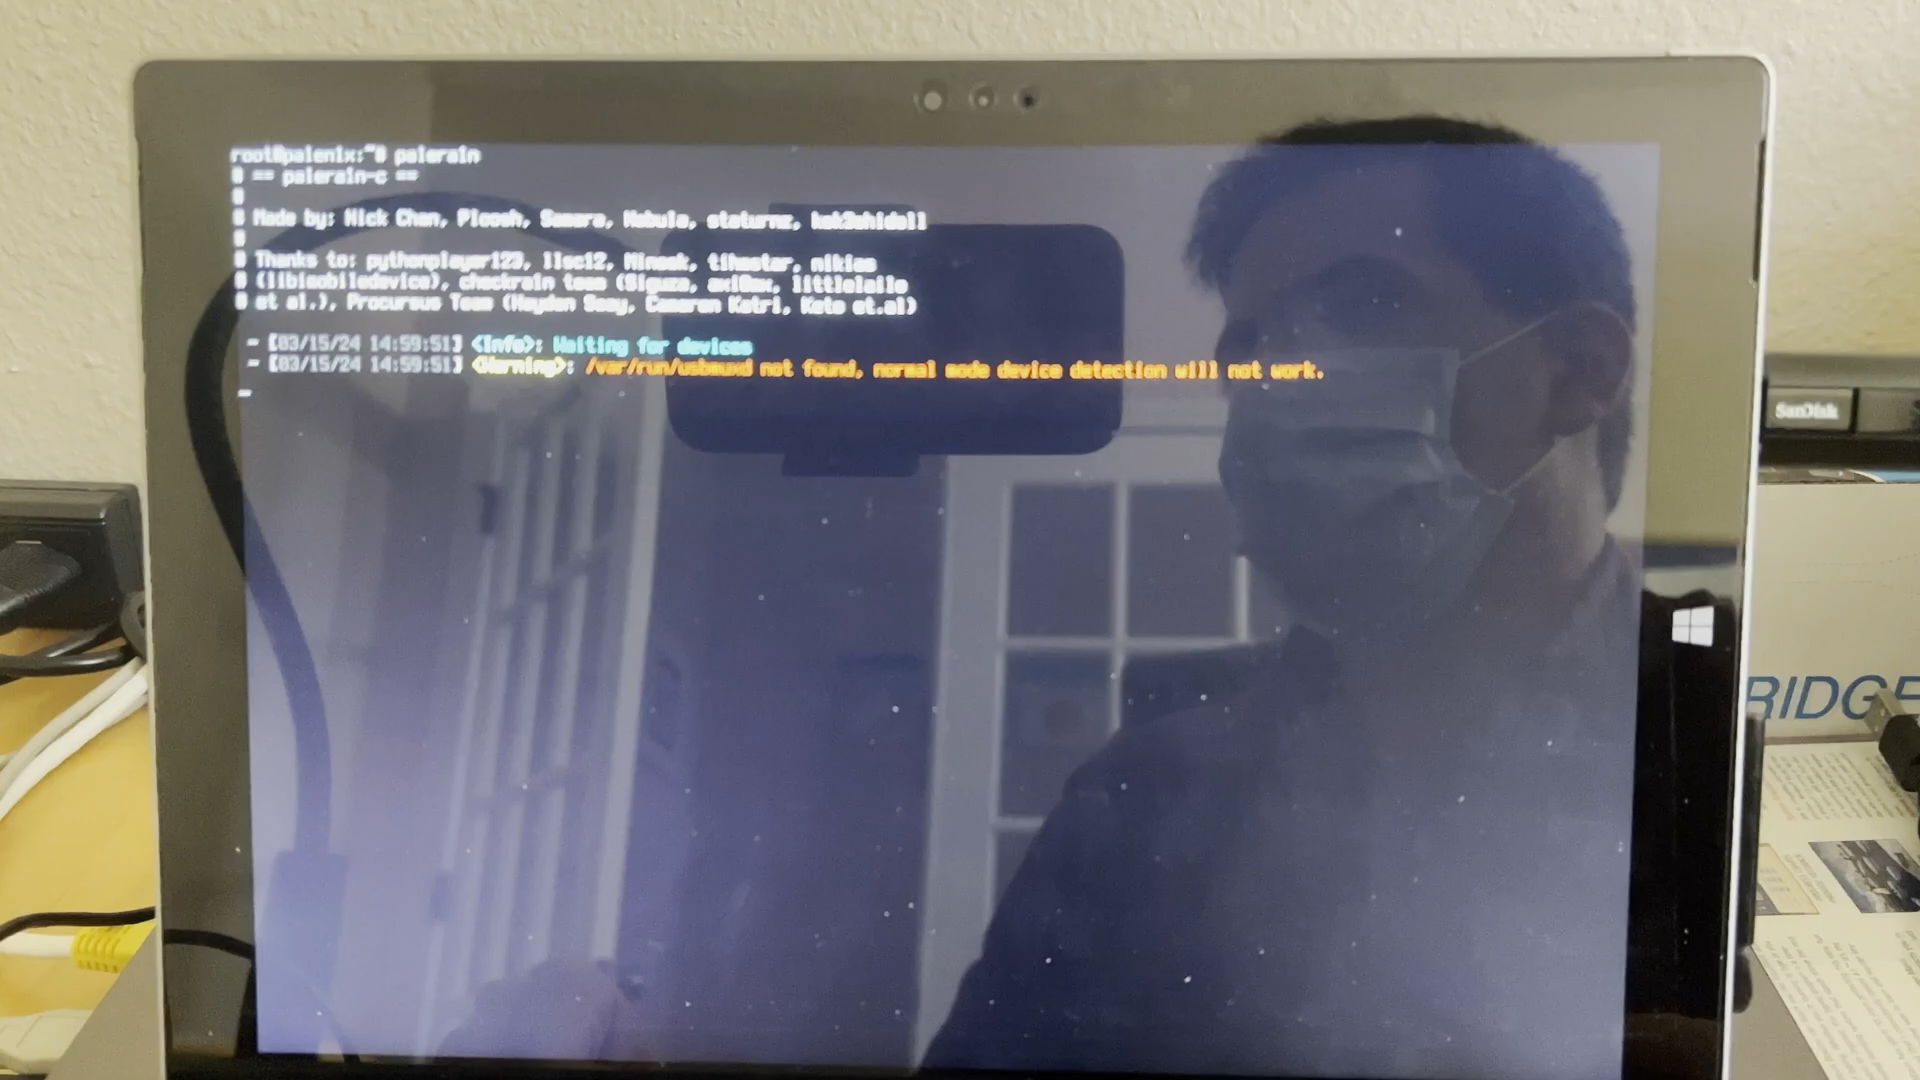 root@palenix:~# palera1n
# == palera1n-c ==
#
# Made by: Nick Chan, Ploosh, Samara, Nebula, staturnz, kok3shidoll
#
# Thanks to: pythonplayer123, llsc12, Mineek, tihmstar, nikias
# (libimobiledevice), checkra1n team (Siguza, axi0mx, littlelailo
# et al.), Procursus Team (Hayden Seay, Cameron Katri, Keto et.al)
- [03/15/24 14:59:51] <Info>: Waiting for devices
- [03/15/24 14:59:51] <Warning>: /var/run/usbmuxd not found, normal mode device detection will not work.
SanDisk
RIDGE